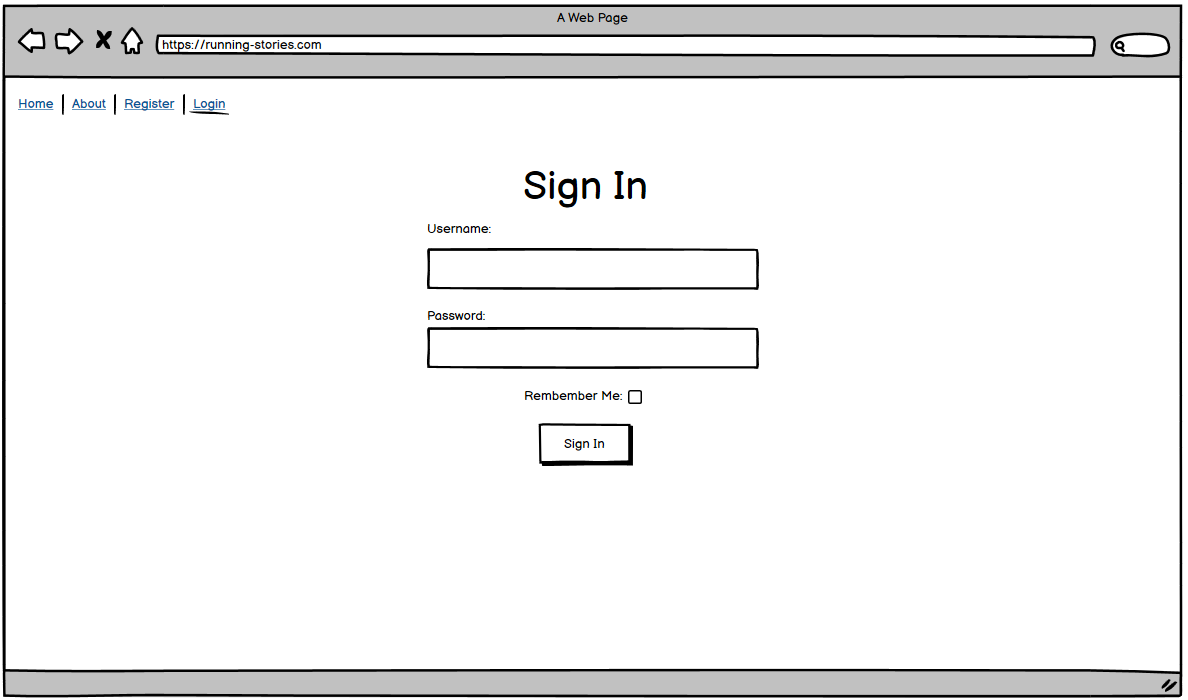 A Web Page
https://running-stories.com
Home About Register Login
Sign In
Username:
Password:
Rembember Me:
Sign In